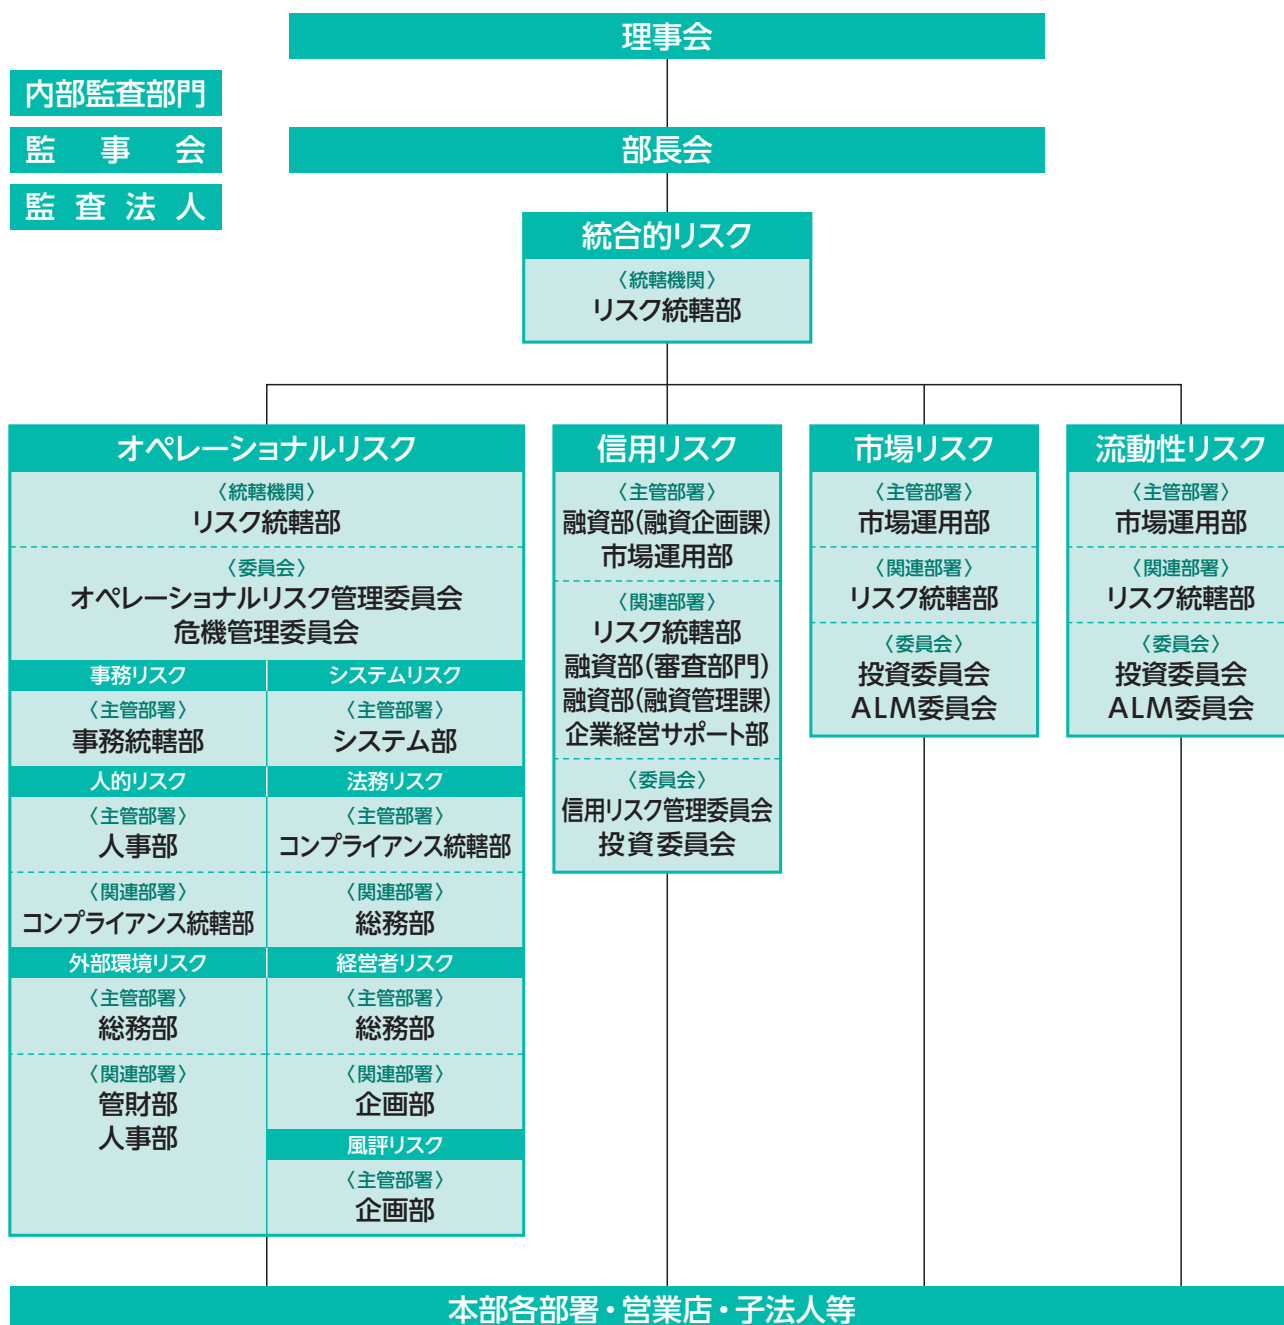 理事会
内部監査部門
監事会
監査法人
部長会
統合的リスク
〈統轄機関〉
リスク統轄部
オペレーショナルリスク
〈統轄機関〉
リスク統轄部
〈委員会〉
オペレーショナルリスク管理委員会
危機管理委員会
事務リスク
〈主管部署〉
事務統轄部
システムリスク
〈主管部署〉
システム部
人的リスク
〈主管部署〉
人事部
〈関連部署〉
コンプライアンス統轄部
法務リスク
〈主管部署〉
コンプライアンス統轄部
〈関連部署〉
総務部
外部環境リスク
〈主管部署〉
総務部
〈関連部署〉
管財部
人事部
経営者リスク
〈主管部署〉
総務部
〈関連部署〉
企画部
風評リスク
〈主管部署〉
企画部
信用リスク
〈主管部署〉
融資部(融資企画課)
市場運用部
〈関連部署〉
リスク統轄部
融資部(審査部門)
融資部(融資管理課)
企業経営サポート部
〈委員会〉
信用リスク管理委員会
投資委員会
市場リスク
〈主管部署〉
市場運用部
〈関連部署〉
リスク統轄部
〈委員会〉
投資委員会
ALM委員会
流動性リスク
〈主管部署〉
市場運用部
〈関連部署〉
リスク統轄部
〈委員会〉
投資委員会
ALM委員会
本部各部署・営業店・子法人等